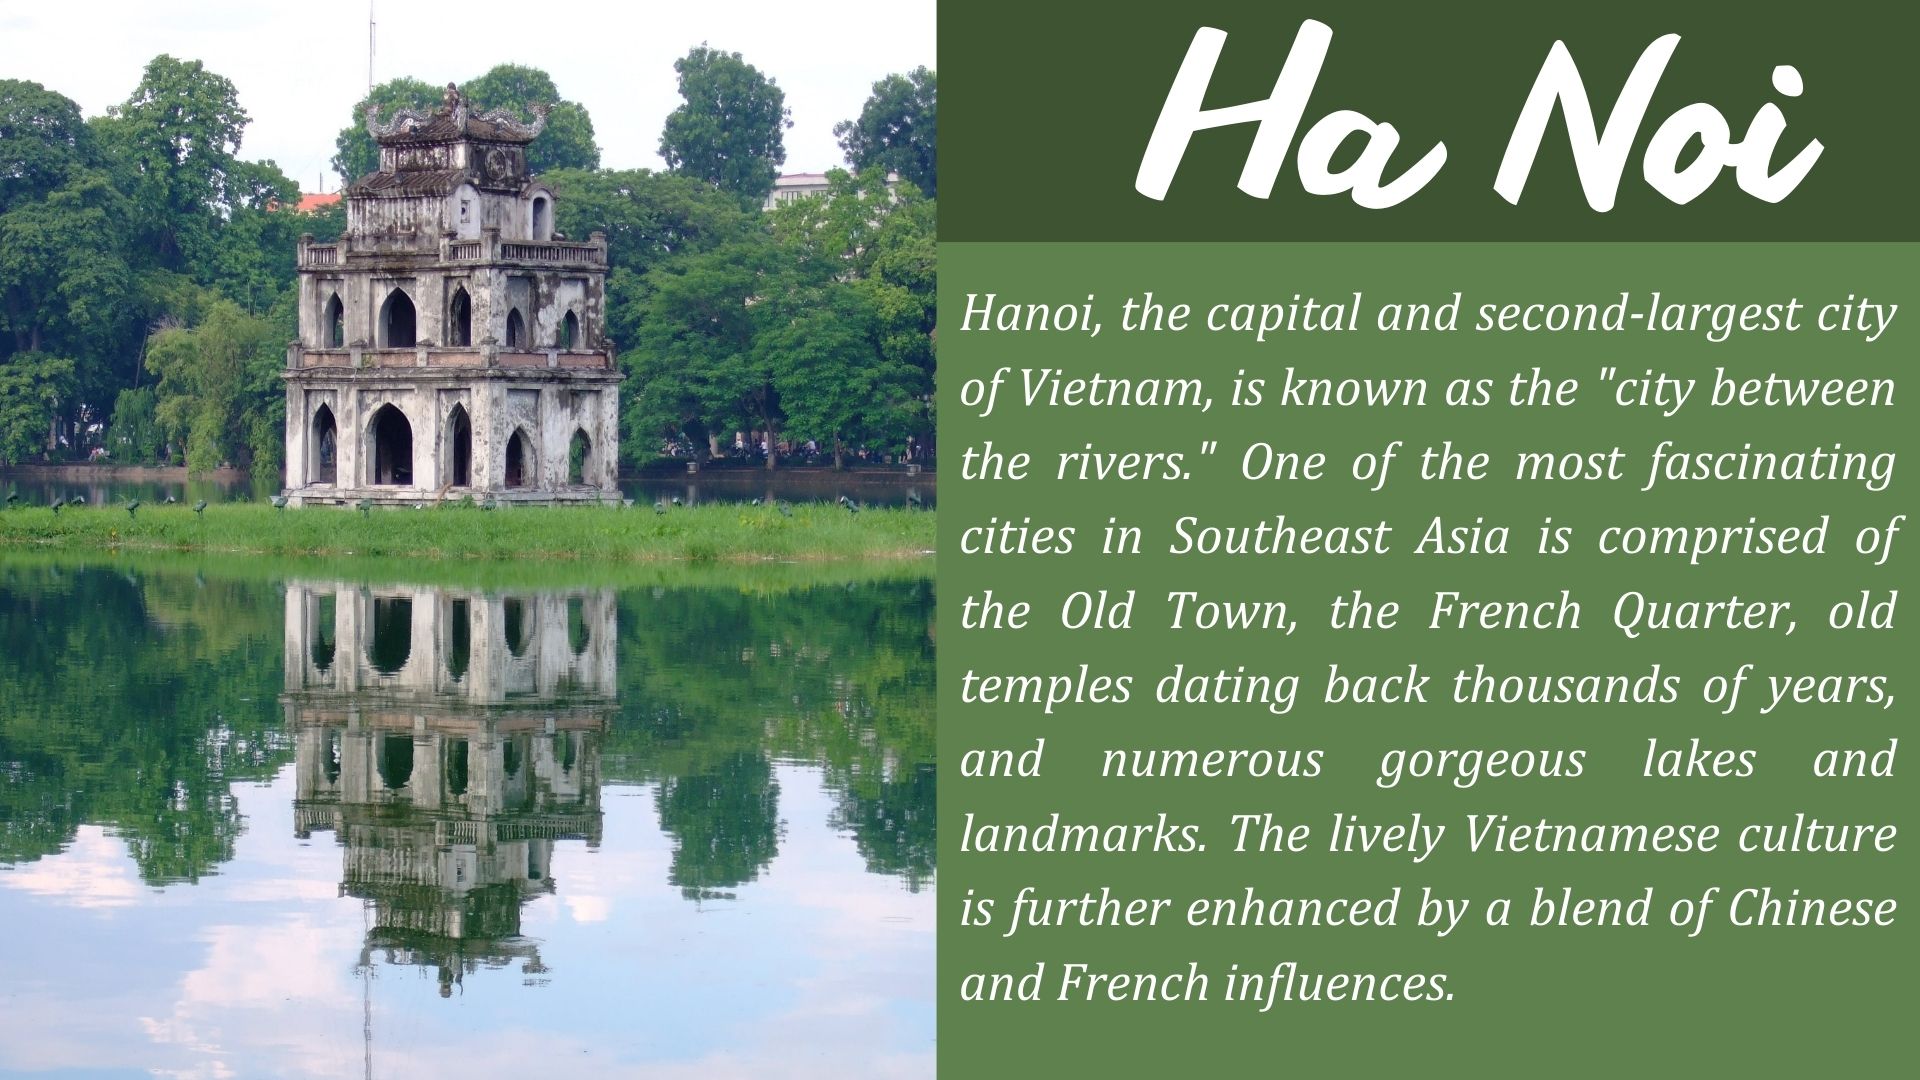 Ha Noi
Hanoi, the capital and second-largest city
of Vietnam, is known as the "city between
the rivers." One of the most fascinating
cities in Southeast Asia is comprised of
the Old Town, the French Quarter, old
temples dating back thousands of years,
and numerous gorgeous lakes and
landmarks. The lively Vietnamese culture
is further enhanced by a blend of Chinese
and French influences.